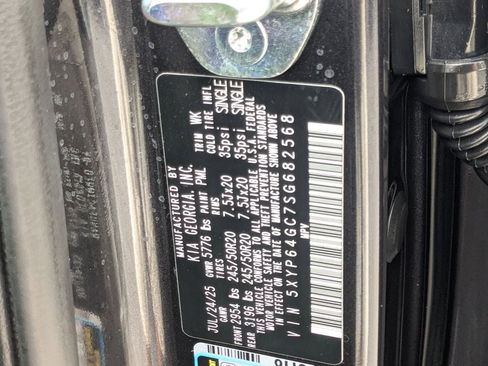 MANUFACTURED BY
KIA GEORGIA, INC.
JUL/24/25 GVWR 5776 lbs PAINT PML TRIM WK
GAWR RIMS COLD TIRE INFL
FRONT 2954 lbs 245/50R20 7.5Jx20 35psi SINGLE
REAR 3196 lbs 245/50R20 7.5Jx20 35psi SINGLE
THIS VEHICLE CONFORMS TO ALL APPLICABLE U.S.A. FEDERAL
MOTOR VEHICLE SAFETY AND BUMPER THEFT PREVENTION STANDARDS
IN EFFECT ON THE DATE OF MANUFACTURE SHOWN ABOVE
VIN 5XYP64GC7SG682568
MPV